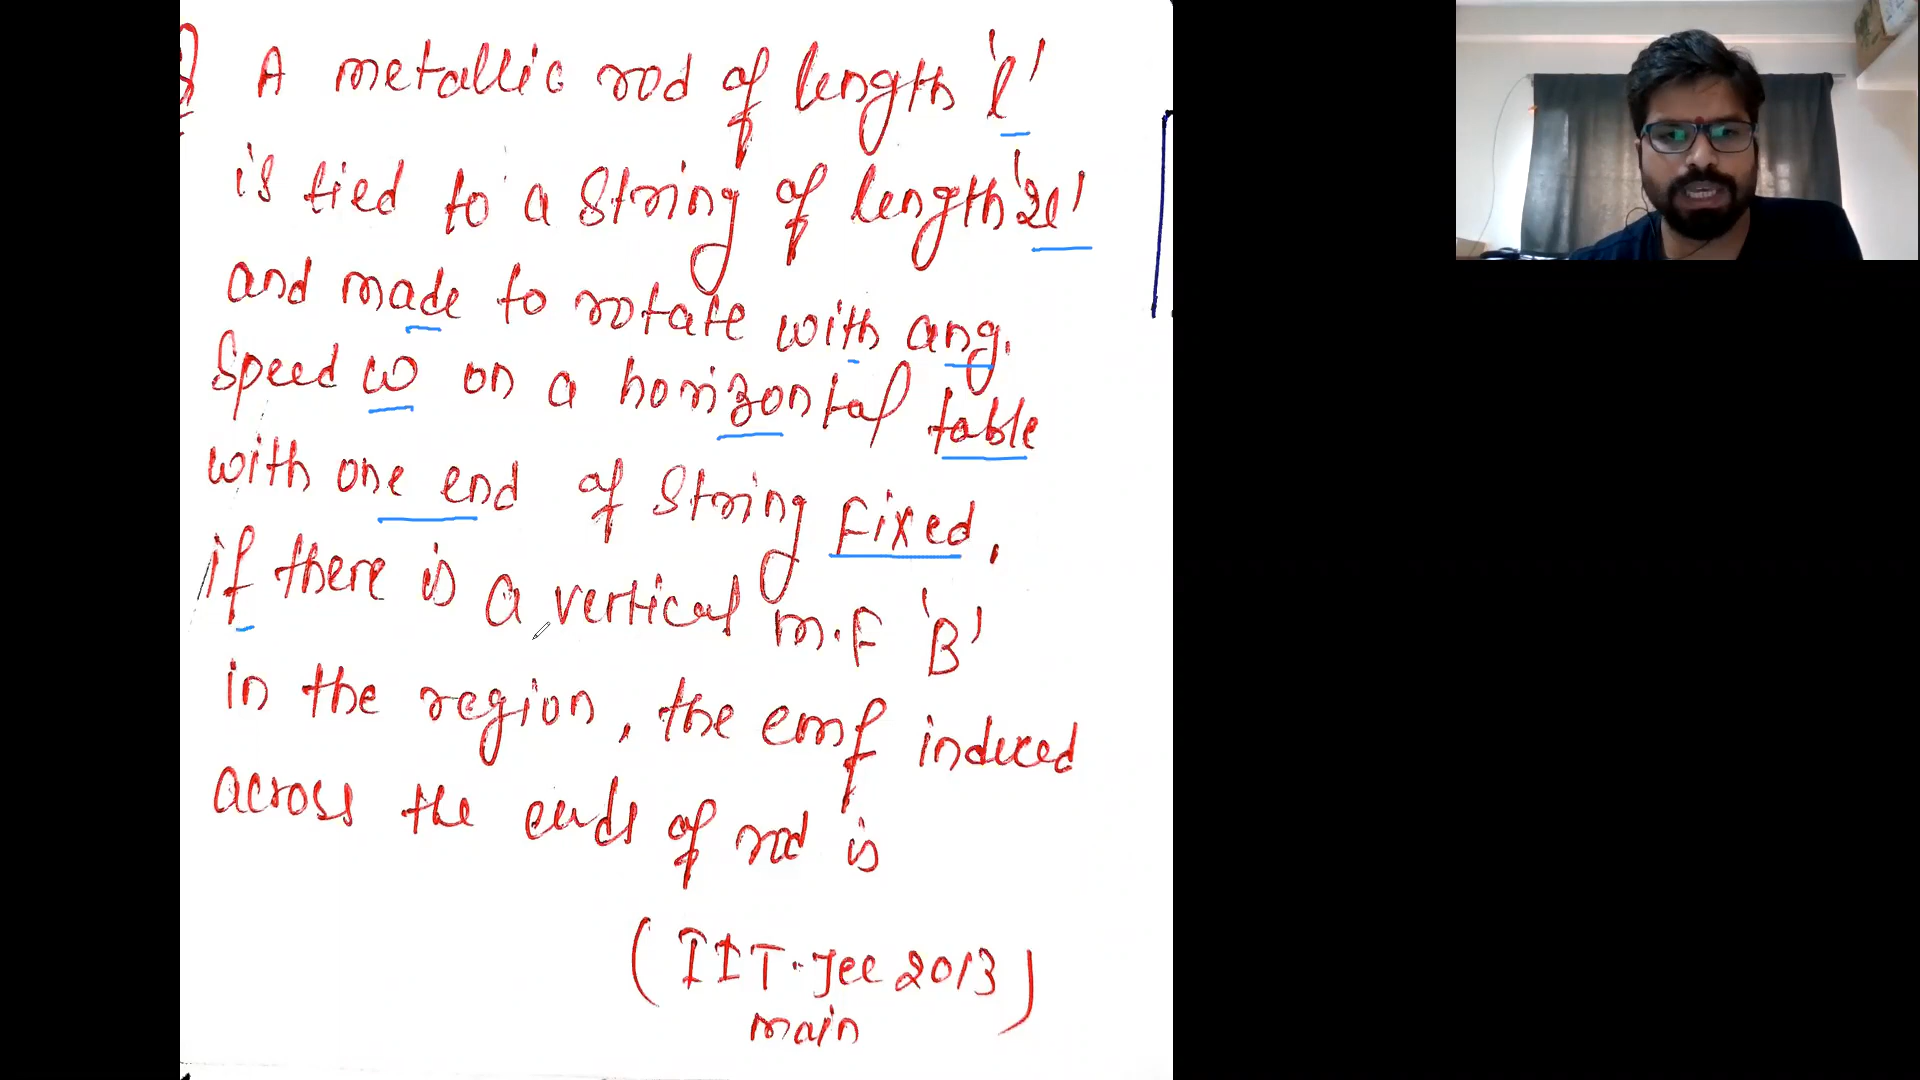 Q A metallic rod of length 'l'
is tied to a string of length '2l'
and made to rotate with ang.
Speed ω on a horizontal table
with one end of string fixed.
if there is a vertical m.F 'B'
in the region, the emf induced
across the ends of rod is
(IIT-Jee 2013)
main